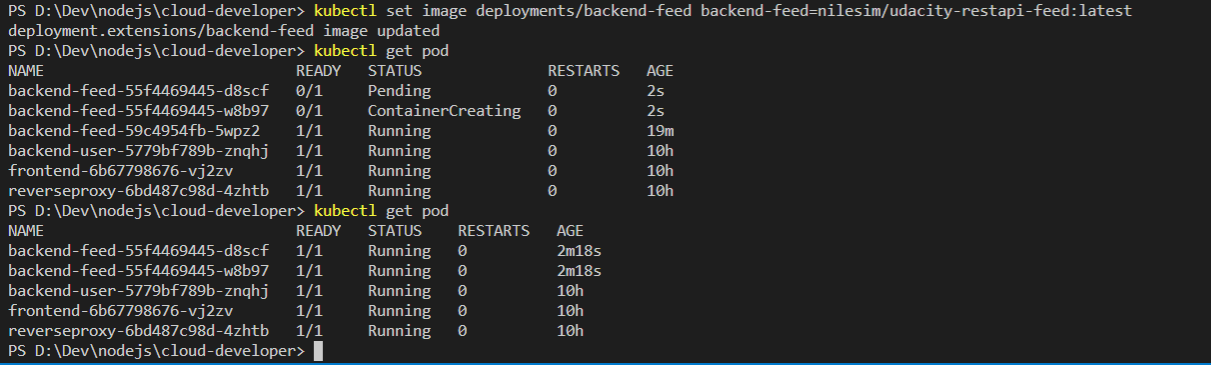 PS D:\Dev\nodejs\cloud-developer> kubectl set image deployments/backend-feed backend-feed=nilesim/udacity-restapi-feed:latest
deployment.extensions/backend-feed image updated
PS D:\Dev\nodejs\cloud-developer> kubectl get pod
NAME READY STATUS RESTARTS AGE
backend-feed-55f4469445-d8scf 0/1 Pending 0 2s
backend-feed-55f4469445-w8b97 0/1 ContainerCreating 0 2s
backend-feed-59c4954fb-5wpz2 1/1 Running 0 19m
backend-user-5779bf789b-znqhj 1/1 Running 0 10h
frontend-6b67798676-vj2zv 1/1 Running 0 10h
reverseproxy-6bd487c98d-4zhtb 1/1 Running 0 10h
PS D:\Dev\nodejs\cloud-developer> kubectl get pod
NAME READY STATUS RESTARTS AGE
backend-feed-55f4469445-d8scf 1/1 Running 0 2m18s
backend-feed-55f4469445-w8b97 1/1 Running 0 2m18s
backend-user-5779bf789b-znqhj 1/1 Running 0 10h
frontend-6b67798676-vj2zv 1/1 Running 0 10h
reverseproxy-6bd487c98d-4zhtb 1/1 Running 0 10h
PS D:\Dev\nodejs\cloud-developer>